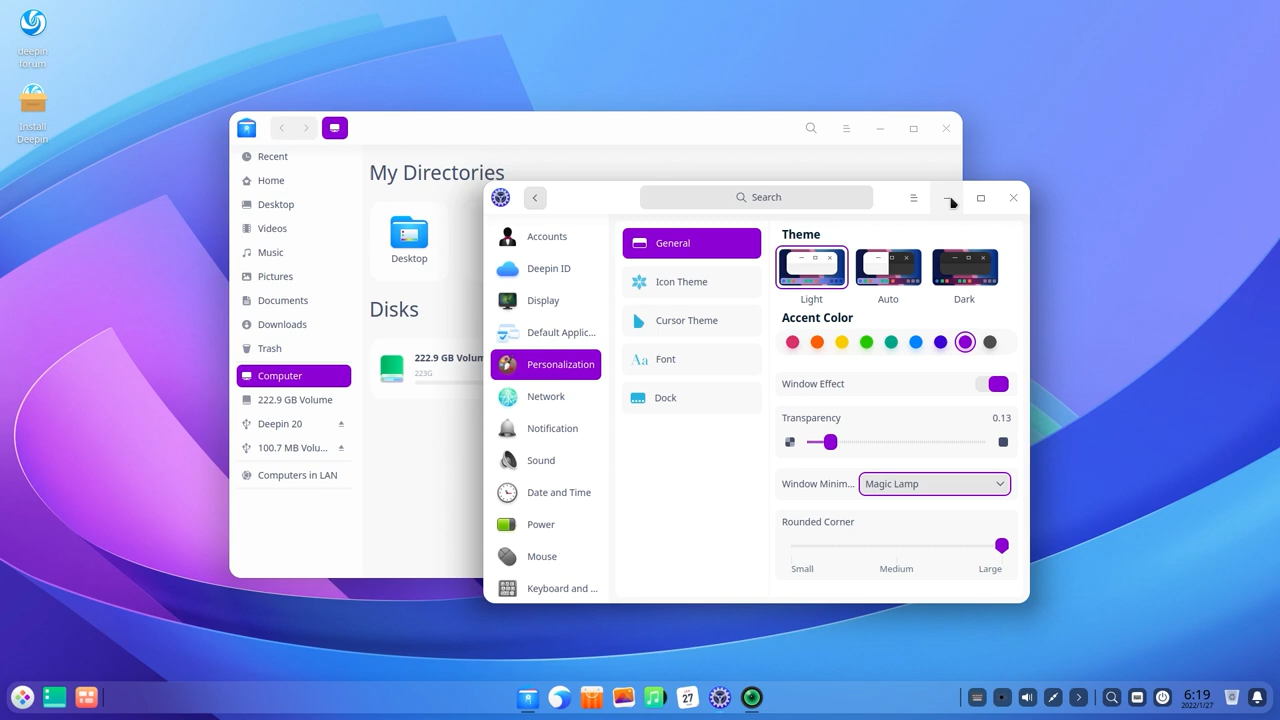 deepin
forum
Install
Deepin
Recent
Home
Desktop
Videos
Music
Pictures
Documents
Downloads
Trash
Computer
222.9 GB Volume
Deepin 20
100.7 MB Volu...
Computers in LAN
My Directories
Desktop
Disks
222.9 GB Volum
223G
Search
Accounts
Deepin ID
Display
Default Applic...
Personalization
Network
Notification
Sound
Date and Time
Power
Mouse
Keyboard and ...
General
Icon Theme
Cursor Theme
Aa Font
Dock
Theme
Light
Auto
Dark
Accent Color
Window Effect
Transparency 0.13
Window Minim... Magic Lamp
Rounded Corner
Small Medium Large
27
6:19
2022/1/27